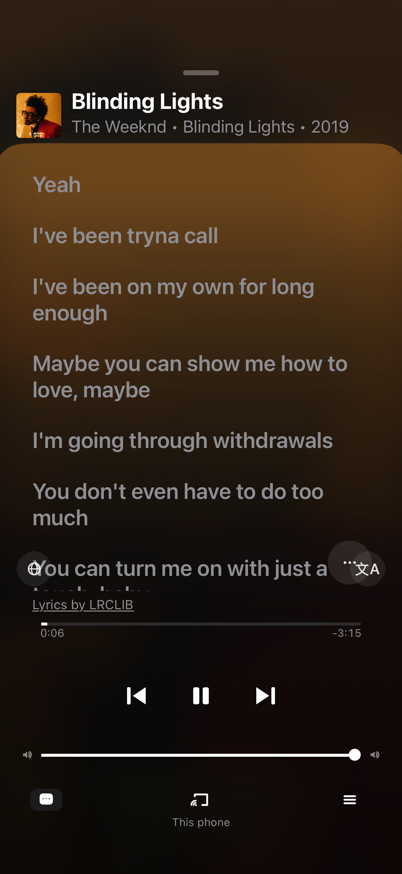 Blinding Lights
The Weeknd • Blinding Lights • 2019
Yeah
I've been tryna call
I've been on my own for long
enough
Maybe you can show me how to
love, maybe
I'm going through withdrawals
You don't even have to do too
much
You can turn me on with just a
文A
Lyrics by LRCLIB
0:06
-3:15
This phone